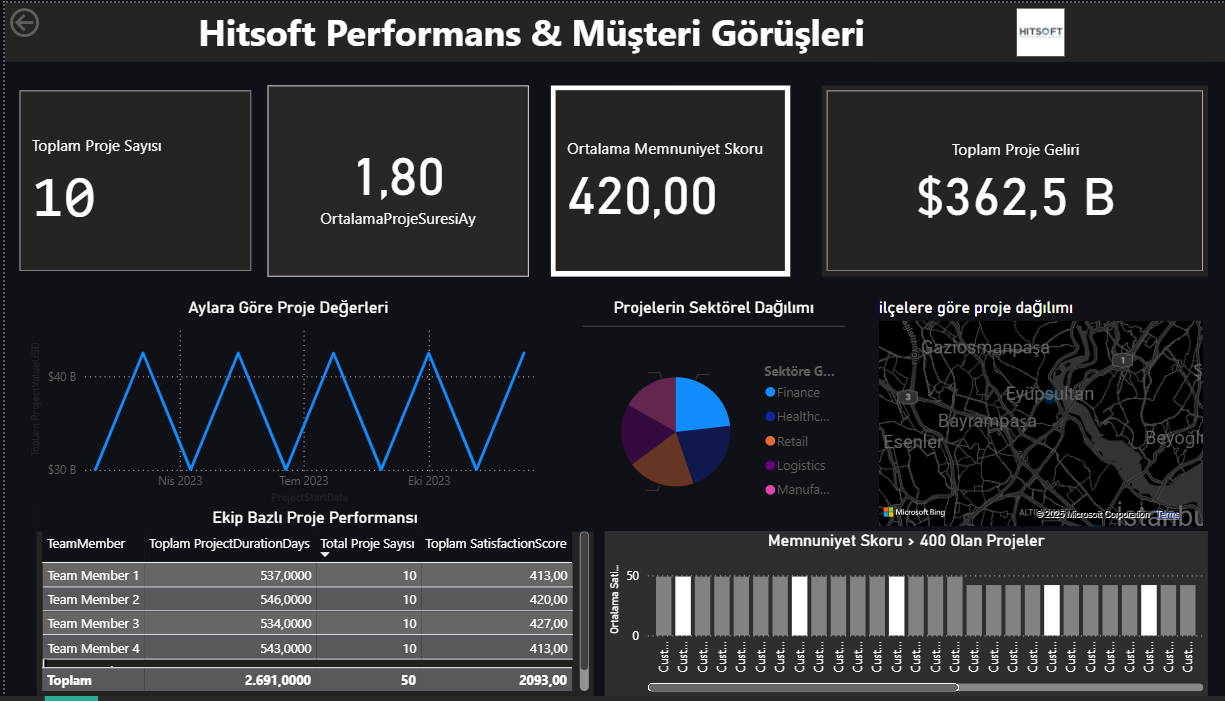 Hitsoft Performans & Müşteri Görüşleri
HITSOFT
Toplam Proje Sayısı
10
1,80
OrtalamaProjeSuresiAy
Ortalama Memnuniyet Skoru
420,00
Toplam Proje Geliri
$362,5 B
Aylara Göre Proje Değerleri
Toplam ProjectValueUSD
$40 B
$30 B
Nis 2023
Tem 2023
Eki 2023
ProjectStartDate
Projelerin Sektörel Dağılımı
Sektöre G...
Finance
Healthc...
Retail
Logistics
Manufa...
ilçelere göre proje dağılımı
Gaziosmanpaşa
1
3
Eyüpsultan
Bayrampaşa
Esenler
Beyoğlu
Microsoft Bing
© 2025 Microsoft Corporation Terms
İstanbu
Ekip Bazlı Proje Performansı
TeamMember Toplam ProjectDurationDays Total Proje Sayısı Toplam SatisfactionScore
Team Member 1 537,0000 10 413,00
Team Member 2 546,0000 10 420,00
Team Member 3 534,0000 10 427,00
Team Member 4 543,0000 10 413,00
Toplam 2.691,0000 50 2093,00
Memnuniyet Skoru > 400 Olan Projeler
Ortalama Sati...
50
0
Cust... Cust... Cust... Cust... Cust... Cust... Cust... Cust... Cust... Cust... Cust... Cust... Cust... Cust... Cust... Cust... Cust... Cust... Cust... Cust... Cust... Cust... Cust... Cust... Cust... Cust... Cust... Cust...